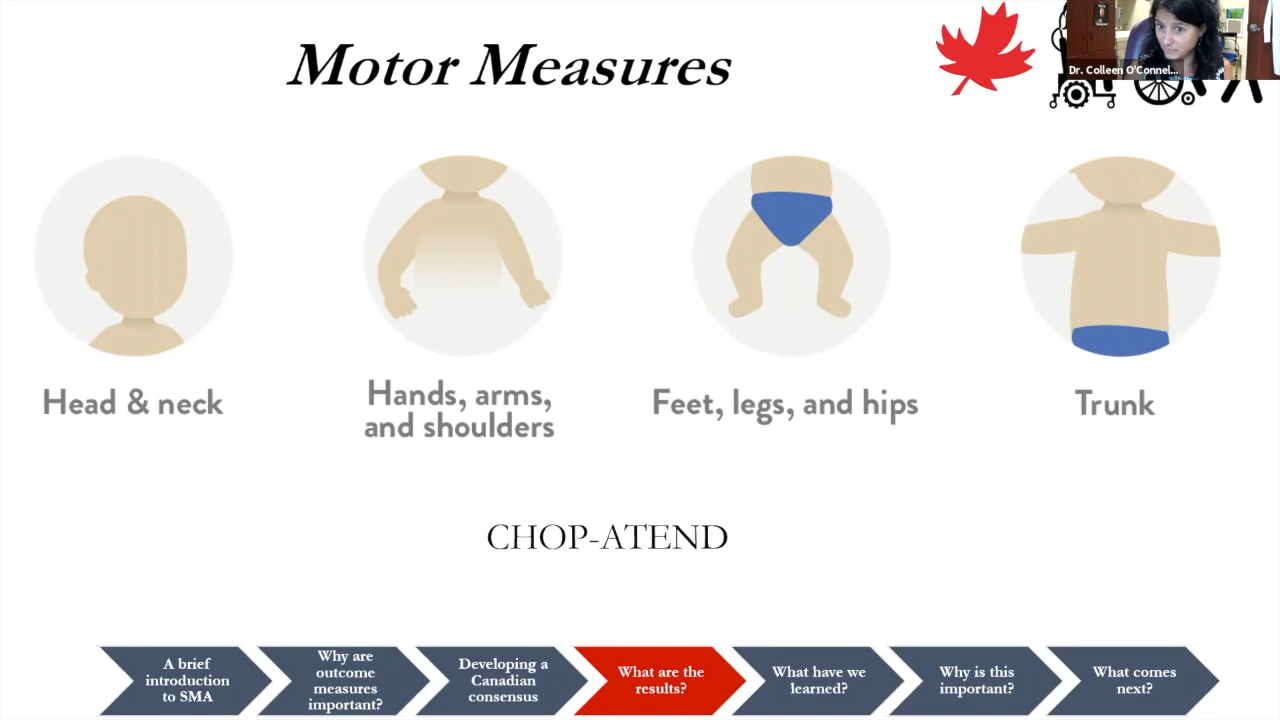 Motor Measures
Dr. Colleen O'Connel...
Head & neck
Hands, arms,
and shoulders
Feet, legs, and hips
Trunk
CHOP-ATEND
A brief
introduction
to SMA
Why are
outcome
measures
important?
Developing a
Canadian
consensus
What are the
results?
What have we
learned?
Why is this
important?
What comes
next?